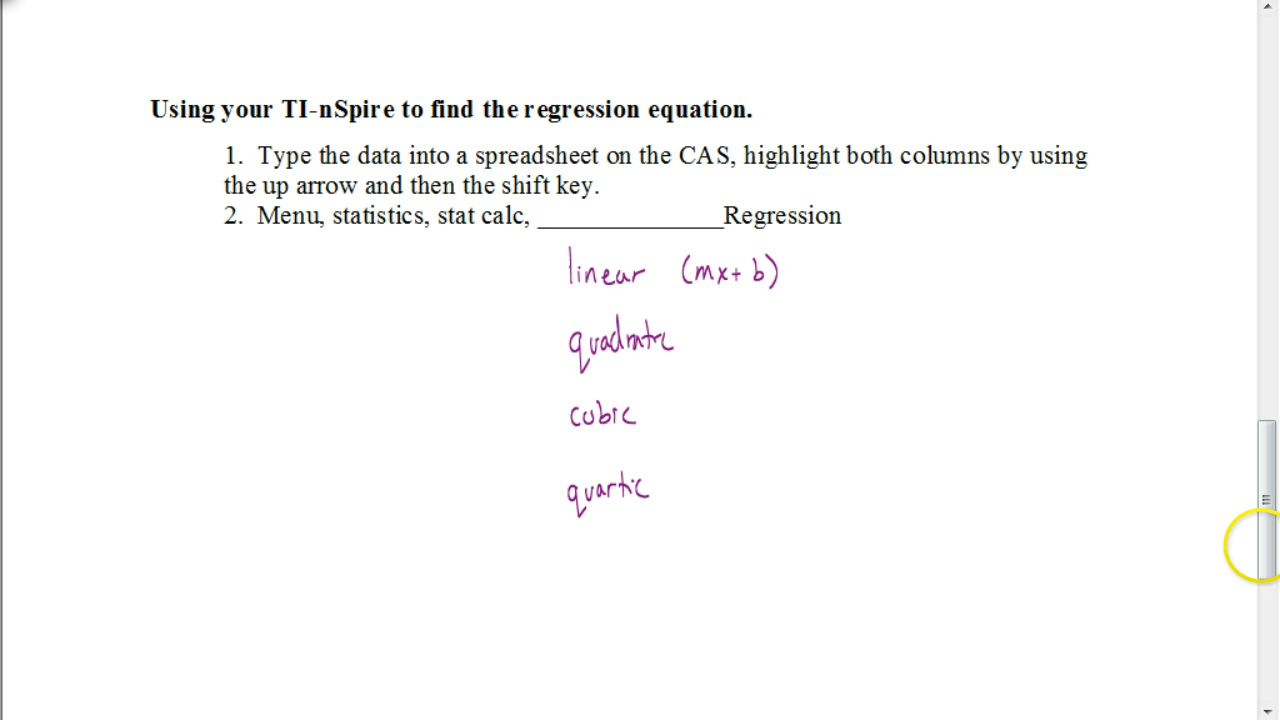 Using your TI-nSpire to find the regression equation.
1. Type the data into a spreadsheet on the CAS, highlight both columns by using
the up arrow and then the shift key.
2. Menu, statistics, stat calc, ______________Regression
linear (mx+b)
quadratic
cubic
quartic